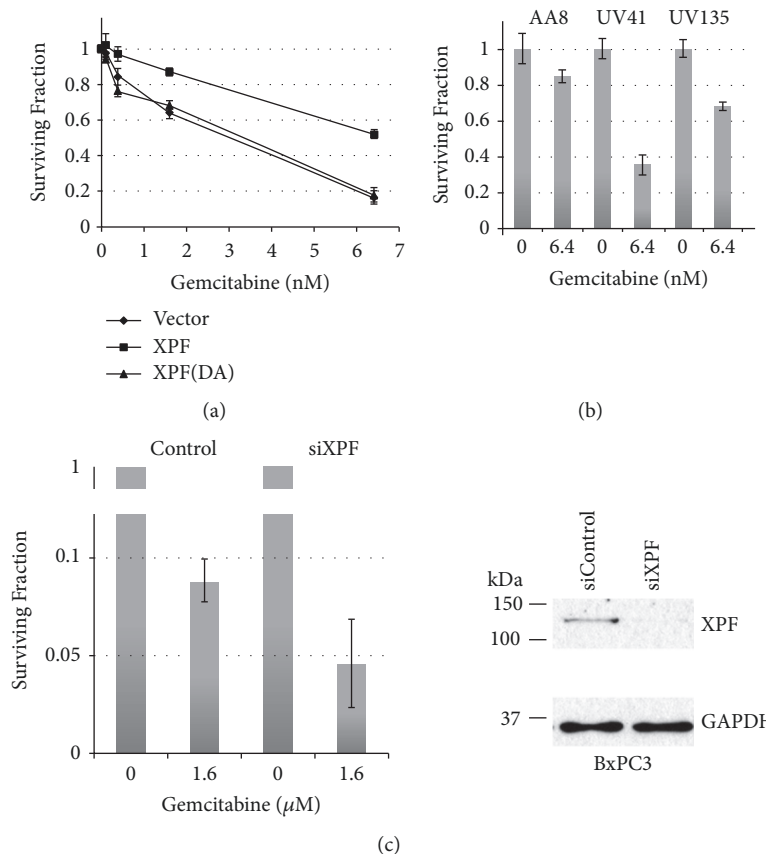 1
0.8
0.6
0.4
0.2
0
Surviving Fraction
0 1 2 3 4 5 6 7
Gemcitabine (nM)
Vector
XPF
XPF(DA)
(a)
AA8 UV41 UV135
1
0.8
0.6
0.4
0.2
0
Surviving Fraction
0 6.4 0 6.4 0 6.4
Gemcitabine (nM)
(b)
Control siXPF
1
0.1
0.05
0
Surviving Fraction
0 1.6 0 1.6
Gemcitabine (μM)
siControl
siXPF
kDa
150
100
XPF
37
GAPDH
BxPC3
(c)